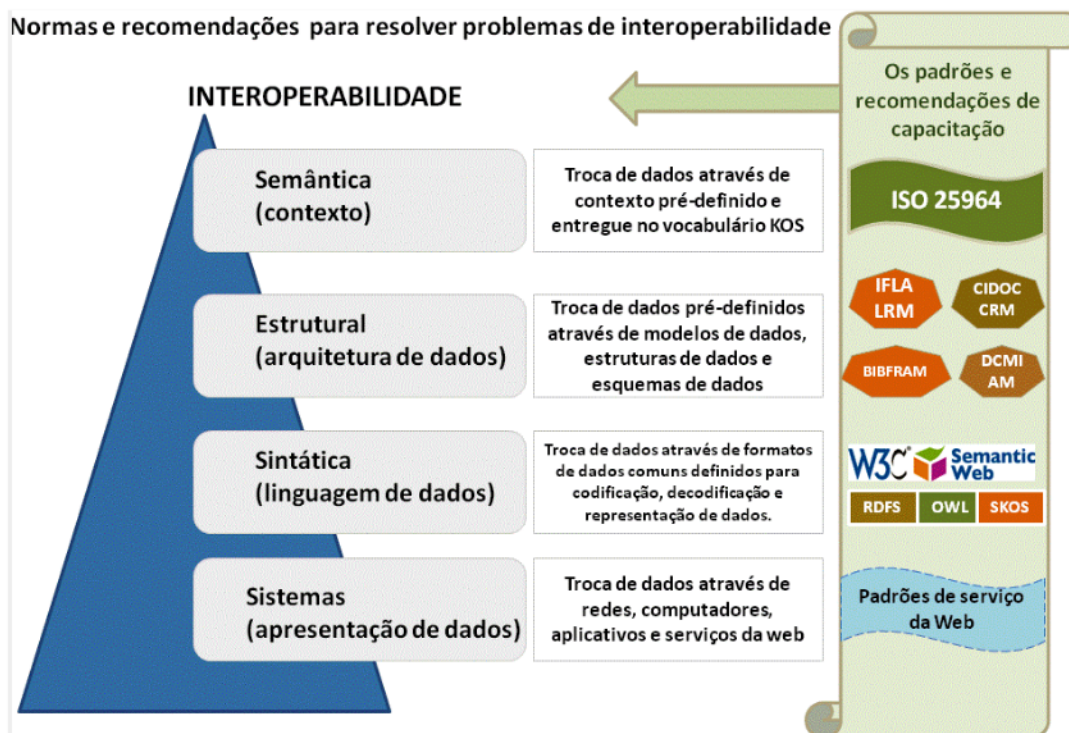 Normas e recomendações para resolver problemas de interoperabilidade
INTEROPERABILIDADE
Semântica
(contexto)
Troca de dados através de
contexto pré-definido e
entregue no vocabulário KOS
Estrutural
(arquitetura de dados)
Troca de dados pré-definidos
através de modelos de dados,
estruturas de dados e
esquemas de dados
Sintática
(linguagem de dados)
Troca de dados através de formatos
de dados comuns definidos para
codificação, decodificação e
representação de dados.
Sistemas
(apresentação de dados)
Troca de dados através de
redes, computadores,
aplicativos e serviços da web
Os padrões e
recomendações de
capacitação
ISO 25964
IFLA
LRM
CIDOC
CRM
BIBFRAM
DCMI
AM
W3C®
Semantic
Web
RDFS
OWL
SKOS
Padrões de serviço
da Web